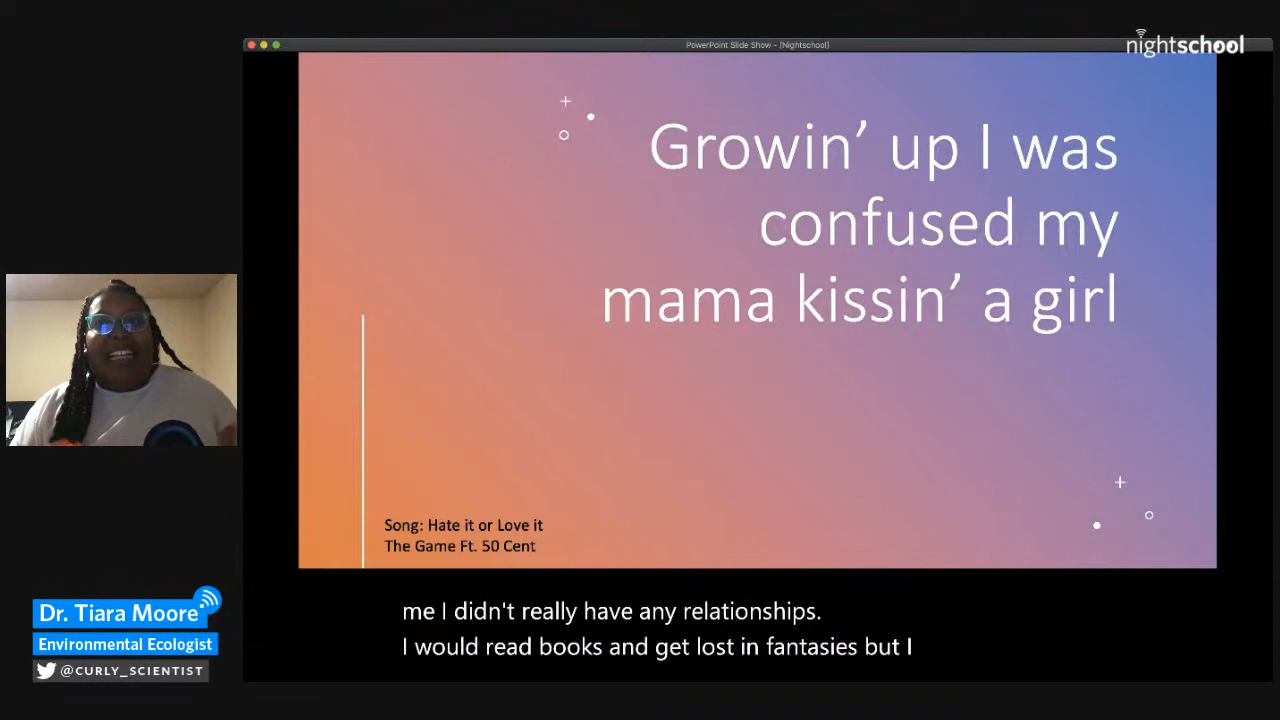 PowerPoint Slide Show - [Nightschool]
nightschool
Growin’ up I was
confused my
mama kissin’ a girl
Song: Hate it or Love it
The Game Ft. 50 Cent
Dr. Tiara Moore
Environmental Ecologist
@CURLY_SCIENTIST
me I didn't really have any relationships.
I would read books and get lost in fantasies but I